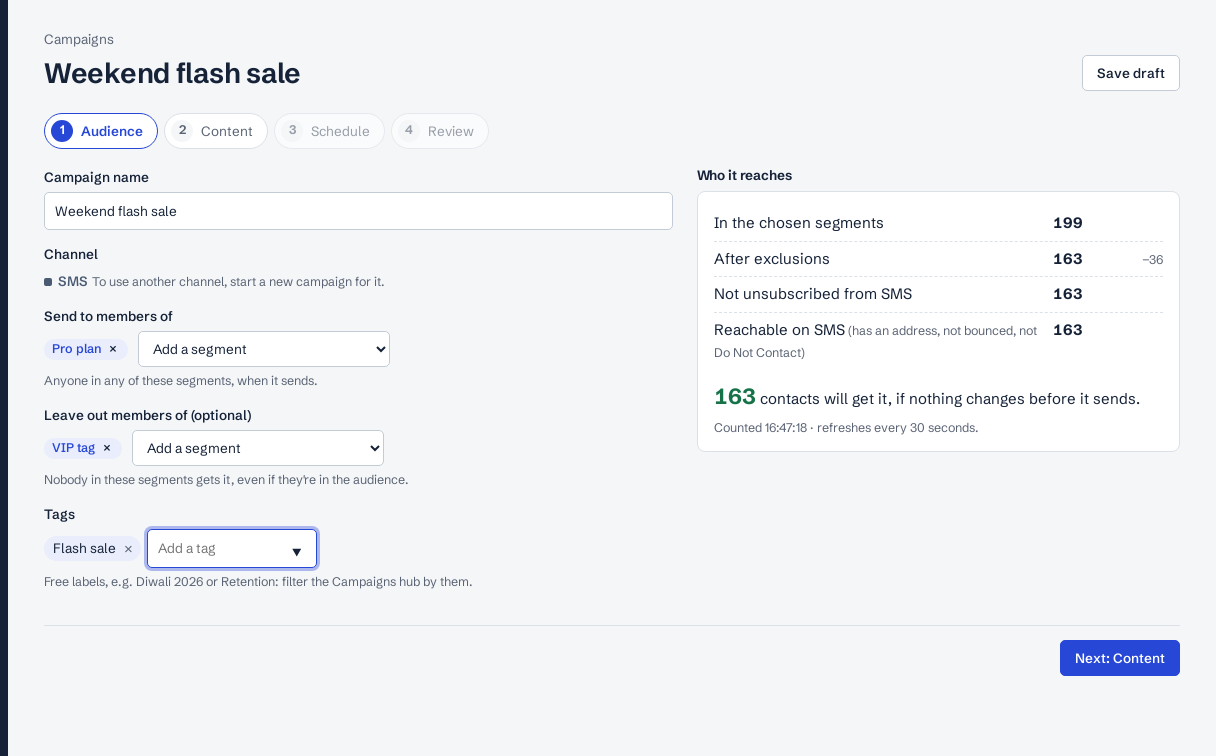 Campaigns
Weekend flash sale
Save draft
1 Audience
2 Content
3 Schedule
4 Review
Campaign name
Weekend flash sale
Channel
SMS To use another channel, start a new campaign for it.
Send to members of
Pro plan ×
Add a segment
Anyone in any of these segments, when it sends.
Leave out members of (optional)
VIP tag ×
Add a segment
Nobody in these segments gets it, even if they're in the audience.
Tags
Flash sale ×
Add a tag
Free labels, e.g. Diwali 2026 or Retention: filter the Campaigns hub by them.
Who it reaches
In the chosen segments 199
After exclusions 163 −36
Not unsubscribed from SMS 163
Reachable on SMS (has an address, not bounced, not 163
Do Not Contact)
163 contacts will get it, if nothing changes before it sends.
Counted 16:47:18 · refreshes every 30 seconds.
Next: Content